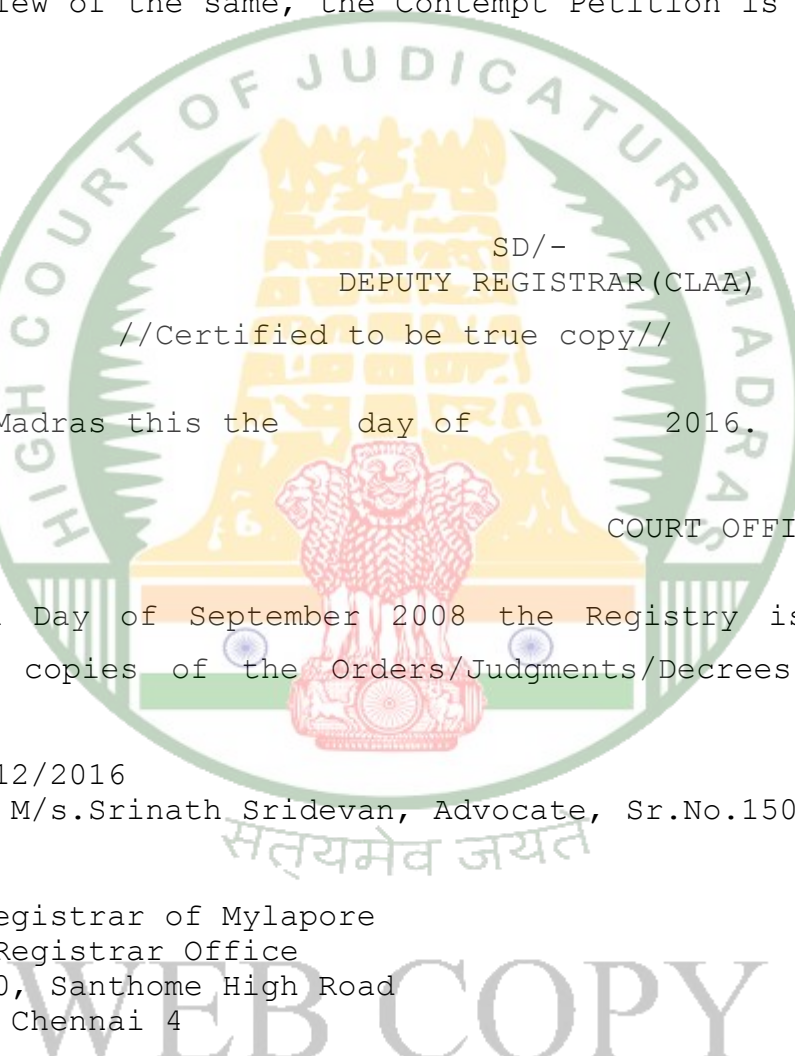 iew of the same, the Contempt Petition is
HIGH COURT OF JUDICATURE MADRAS
SD/-
DEPUTY REGISTRAR(CLAA)
//Certified to be true copy//
Madras this the day of 2016.
COURT OFFI
Day of September 2008 the Registry is
copies of the Orders/Judgments/Decrees
12/2016
M/s.Srinath Sridevan, Advocate, Sr.No.150
सत्यमेव जयते
egistrar of Mylapore
Registrar Office
0, Santhome High Road
Chennai 4
WEB COPY